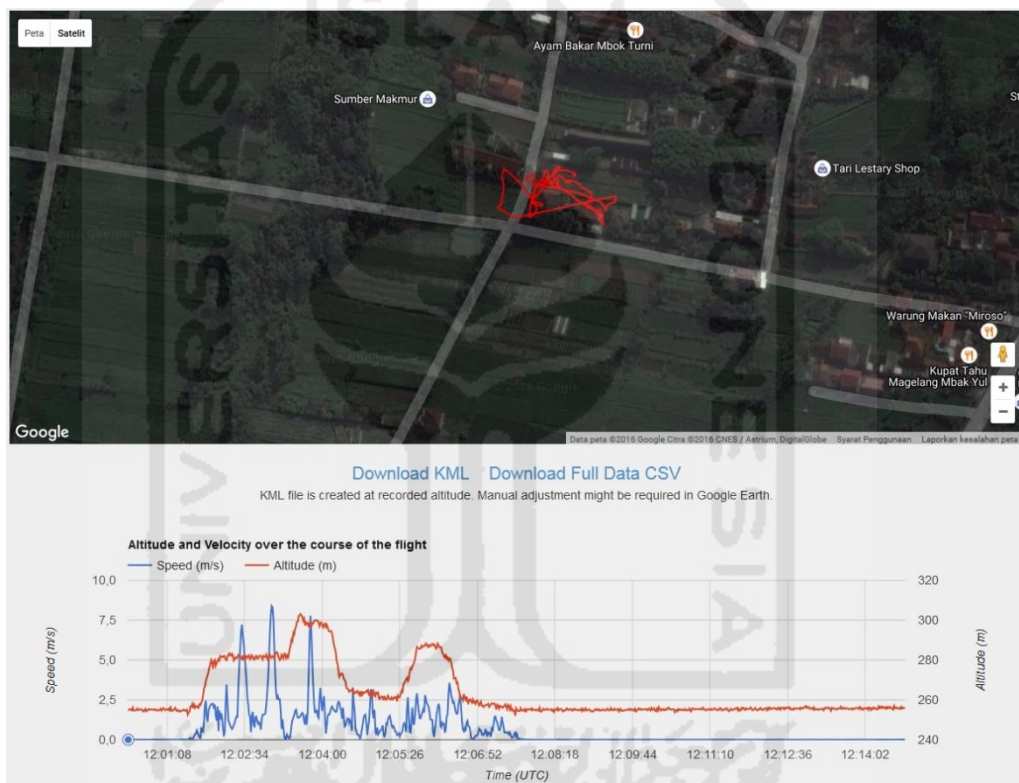 Peta Satelit
Ayam Bakar Mbok Turni
Sumber Makmur
St
Tari Lestary Shop
Warung Makan "Miroso"
Kupat Tahu
Magelang Mbak Yul
+
−
Google
Data peta ©2016 Google Citra ©2016 CNES / Astrium, DigitalGlobe Syarat Penggunaan Laporkan kesalahan peta
Download KML Download Full Data CSV
KML file is created at recorded altitude. Manual adjustment might be required in Google Earth.
Altitude and Velocity over the course of the flight
Speed (m/s) Altitude (m)
10,0 320
7,5 300
5,0 280
2,5 260
0,0 240
Speed (m/s)
Altitude (m)
12.01.08 12.02.34 12.04.00 12.05.26 12.06.52 12.08.18 12.09.44 12.11.10 12.12.36 12.14.02
Time (UTC)
UNIVERSITAS
ISLAM
INDONESIA